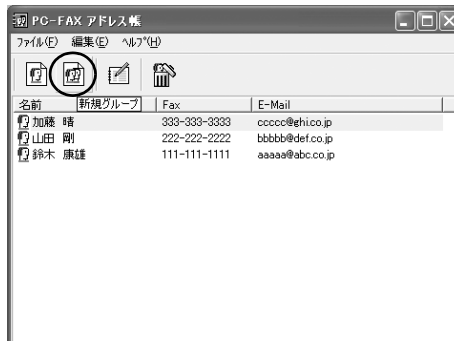 PC-FAX アドレス帳
ファイル(F) 編集(E) ヘルプ(H)
新規グループ
名前 Fax E-Mail
加藤 晴 333-333-3333 ccccc@ghi.co.jp
山田 剛 222-222-2222 bbbbb@def.co.jp
鈴木 康雄 111-111-1111 aaaaa@abc.co.jp